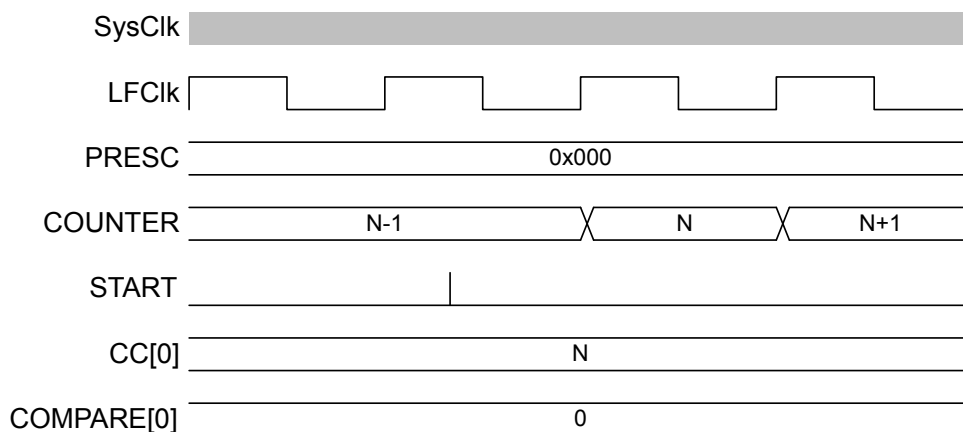 SysClk
LFClk
PRESC 0x000
COUNTER N-1 N N+1
START
CC[0] N
COMPARE[0] 0